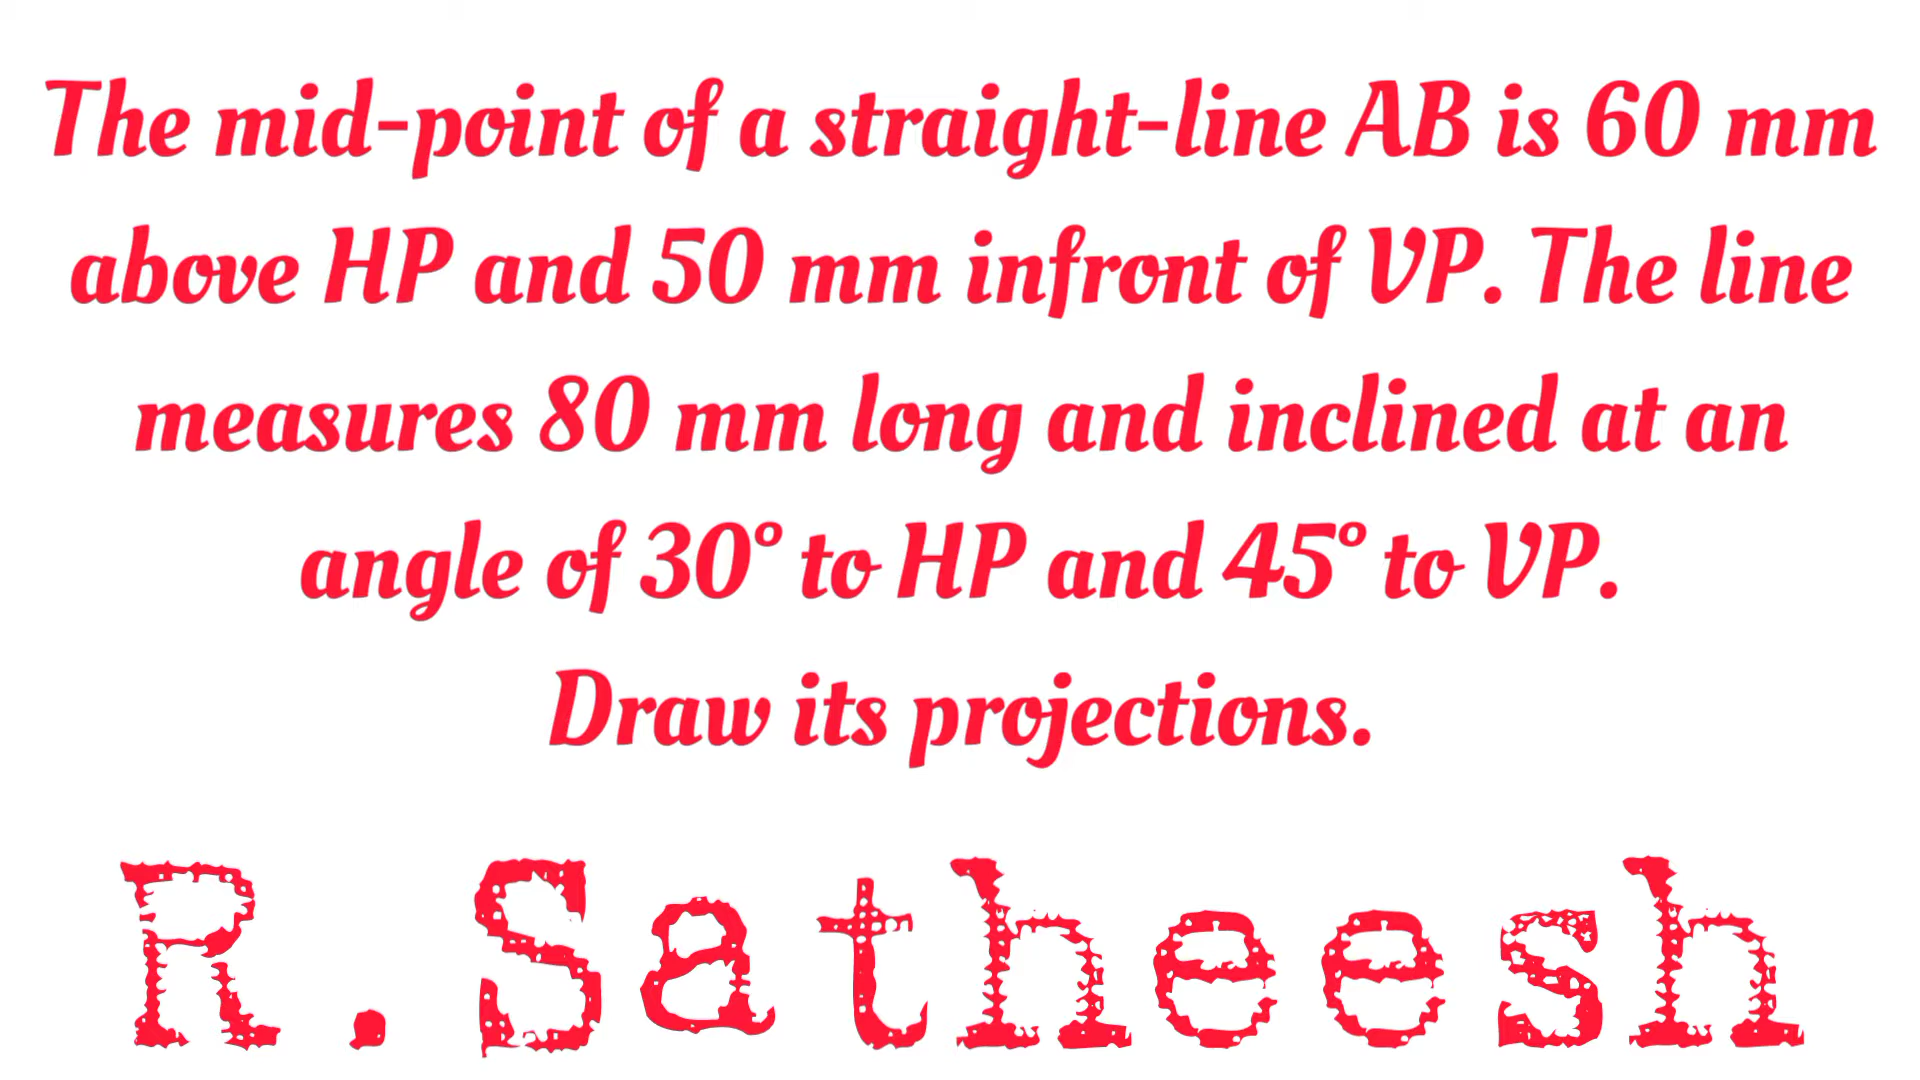 The mid-point of a straight-line AB is 60 mm
above HP and 50 mm infront of VP. The line
measures 80 mm long and inclined at an
angle of 30° to HP and 45° to VP.
Draw its projections.
R.Satheesh